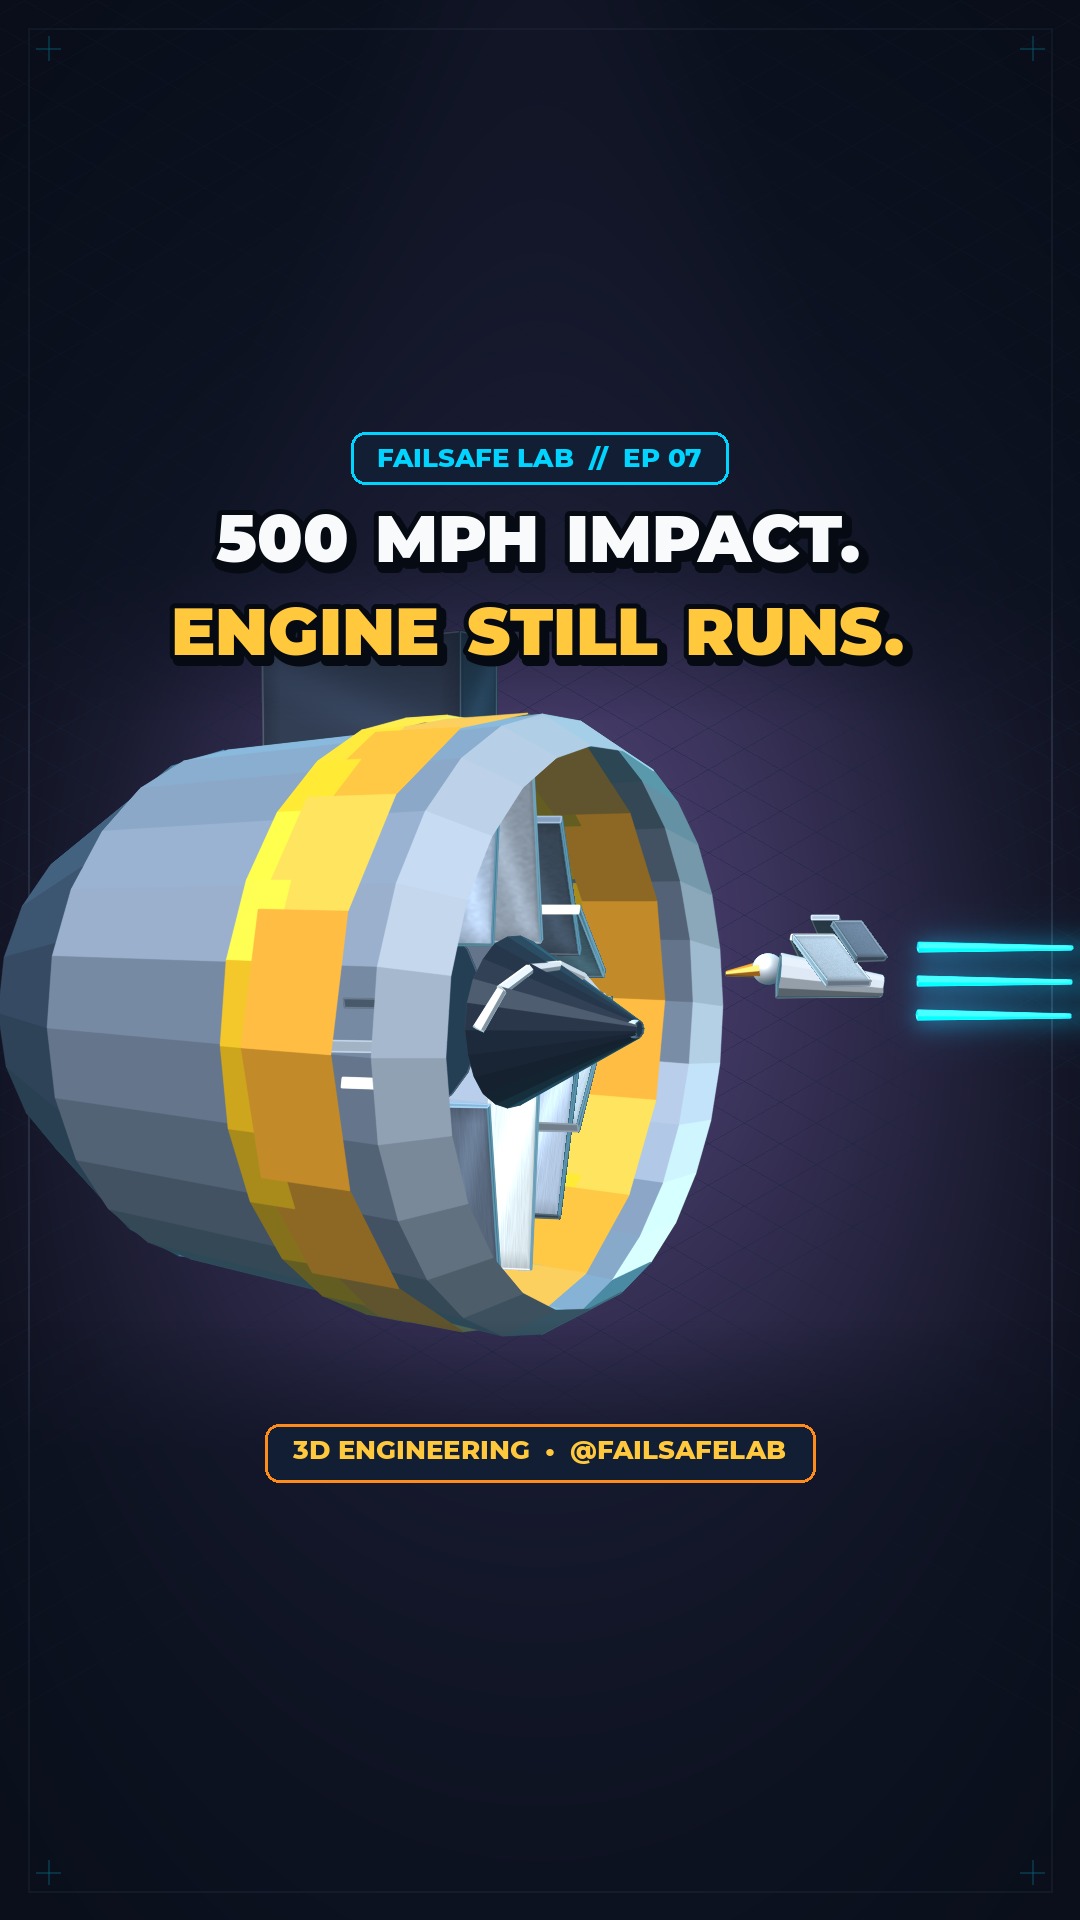 FAILSAFE LAB // EP 07
500 MPH IMPACT.
ENGINE STILL RUNS.
3D ENGINEERING • @FAILSAFELAB